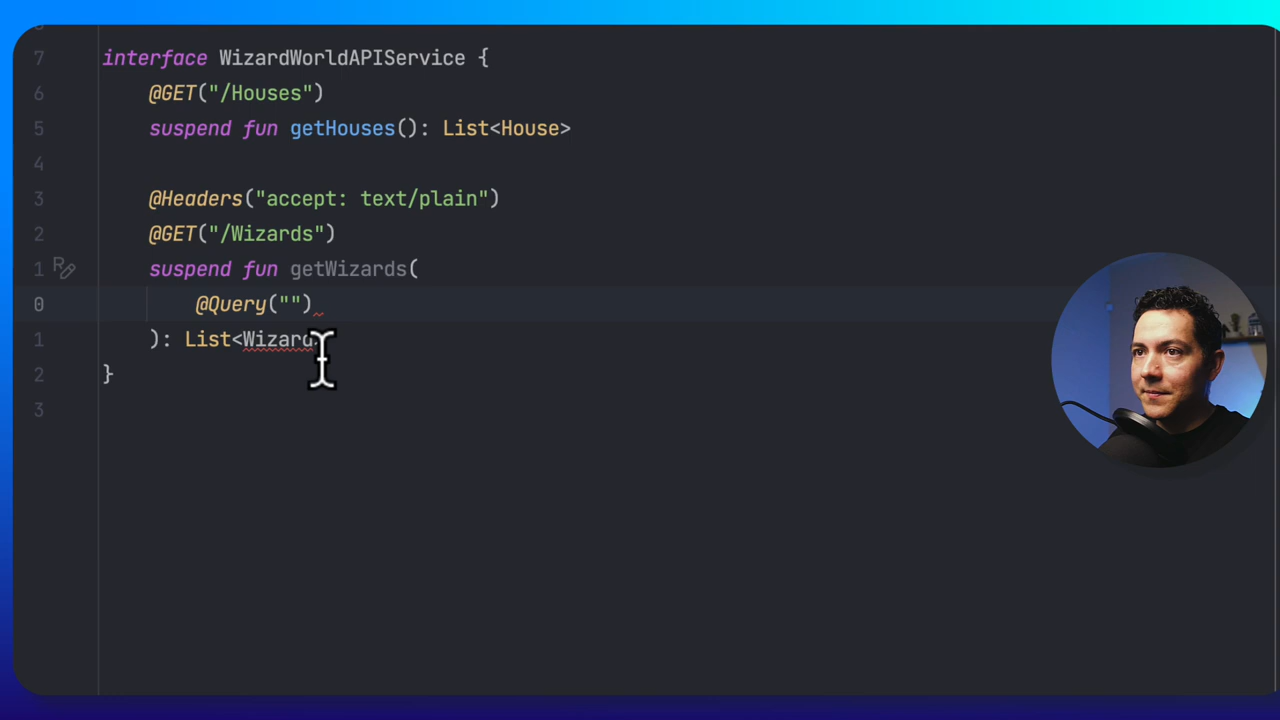 7 interface WizardWorldAPIService {
6 @GET("/Houses")
5 suspend fun getHouses(): List<House>
4
3 @Headers("accept: text/plain")
2 @GET("/Wizards")
1 suspend fun getWizards(
0 @Query("")
1 ): List<Wizard>
2 }
3